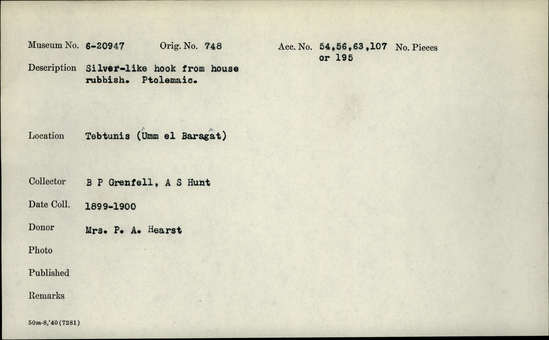 Museum No. 6-20947 Orig. No. 748 Acc. No. 54,56,63,107 No. Pieces
or 195
Description Silver-like hook from house
rubbish. Ptolemaic.
Location Tebtunis (Umm el Baragât)
Collector B P Grenfell, A S Hunt
Date Coll. 1899-1900
Donor Mrs. P. A. Hearst
Photo
Published
Remarks
50m-8,'40(7281)